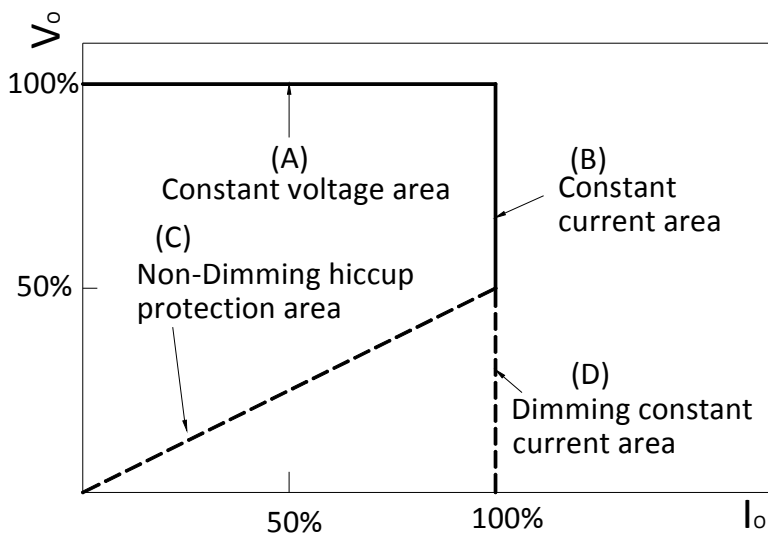 Vo
100%
(A)
Constant voltage area
(B)
Constant
current area
(C)
Non-Dimming hiccup
protection area
50%
(D)
Dimming constant
current area
50%
100%
Io